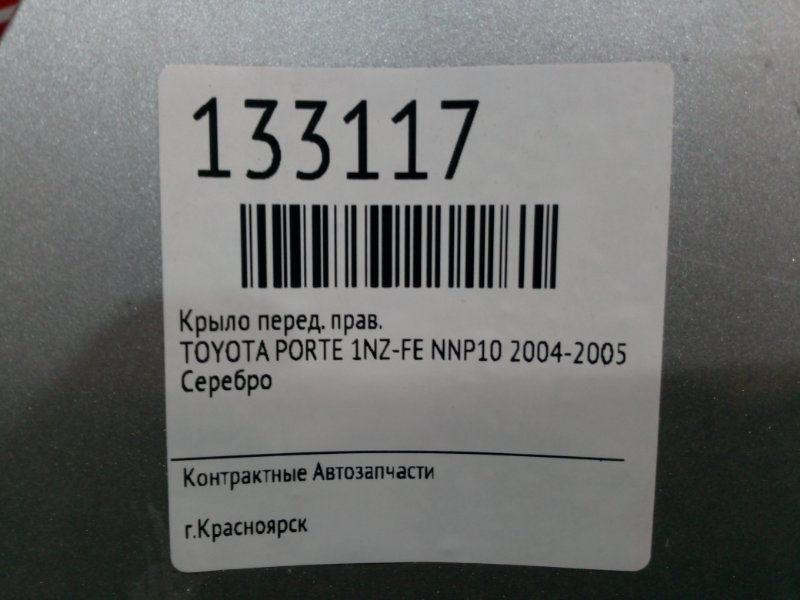 133117
Крыло перед. прав.
TOYOTA PORTE 1NZ-FE NNP10 2004-2005
Серебро
Контрактные Автозапчасти
г.Красноярск